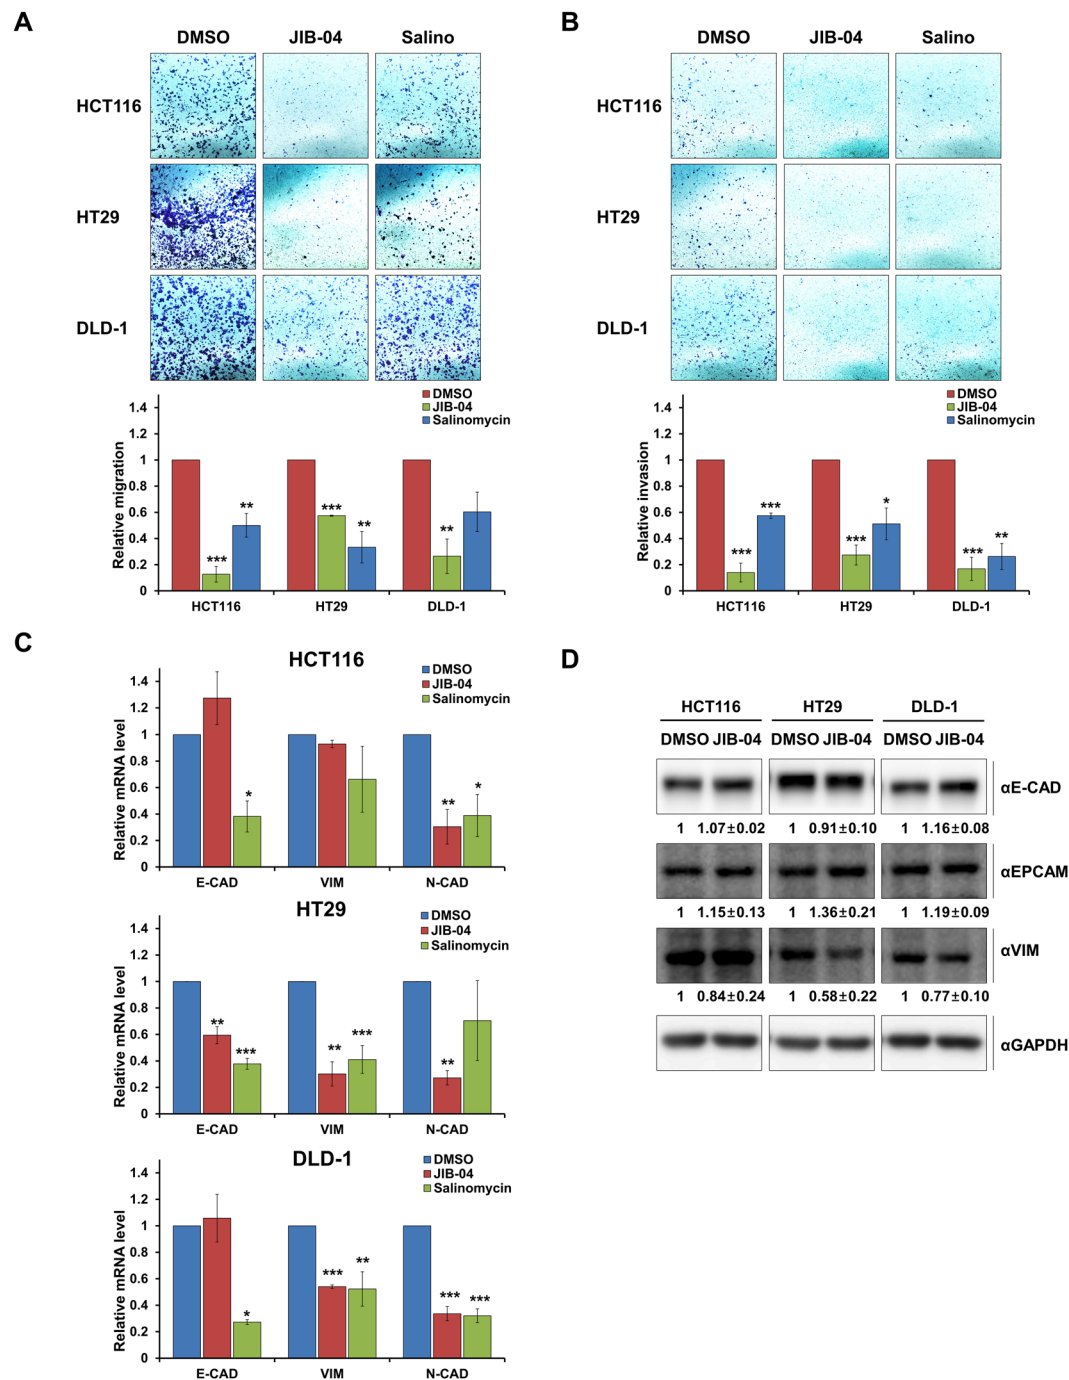 A
DMSO JIB-04 Salino
HCT116
HT29
DLD-1
DMSO
JIB-04
Salinomycin
Relative migration
1.4
1.2
1
0.8
0.6
0.4
0.2
0
*** ** *** ** **
HCT116 HT29 DLD-1
B
DMSO JIB-04 Salino
HCT116
HT29
DLD-1
DMSO
JIB-04
Salinomycin
Relative invasion
1.4
1.2
1
0.8
0.6
0.4
0.2
0
*** *** *** * *** **
HCT116 HT29 DLD-1
C
HCT116
DMSO
JIB-04
Salinomycin
Relative mRNA level
1.4
1.2
1
0.8
0.6
0.4
0.2
0
* ** *
E-CAD VIM N-CAD
HT29
DMSO
JIB-04
Salinomycin
Relative mRNA level
1.4
1.2
1
0.8
0.6
0.4
0.2
0
** *** ** *** **
E-CAD VIM N-CAD
DLD-1
DMSO
JIB-04
Salinomycin
Relative mRNA level
1.4
1.2
1
0.8
0.6
0.4
0.2
0
* *** ** *** ***
E-CAD VIM N-CAD
D
HCT116 HT29 DLD-1
DMSO JIB-04 DMSO JIB-04 DMSO JIB-04
αE-CAD
1 1.07±0.02 1 0.91±0.10 1 1.16±0.08
αEPCAM
1 1.15±0.13 1 1.36±0.21 1 1.19±0.09
αVIM
1 0.84±0.24 1 0.58±0.22 1 0.77±0.10
αGAPDH